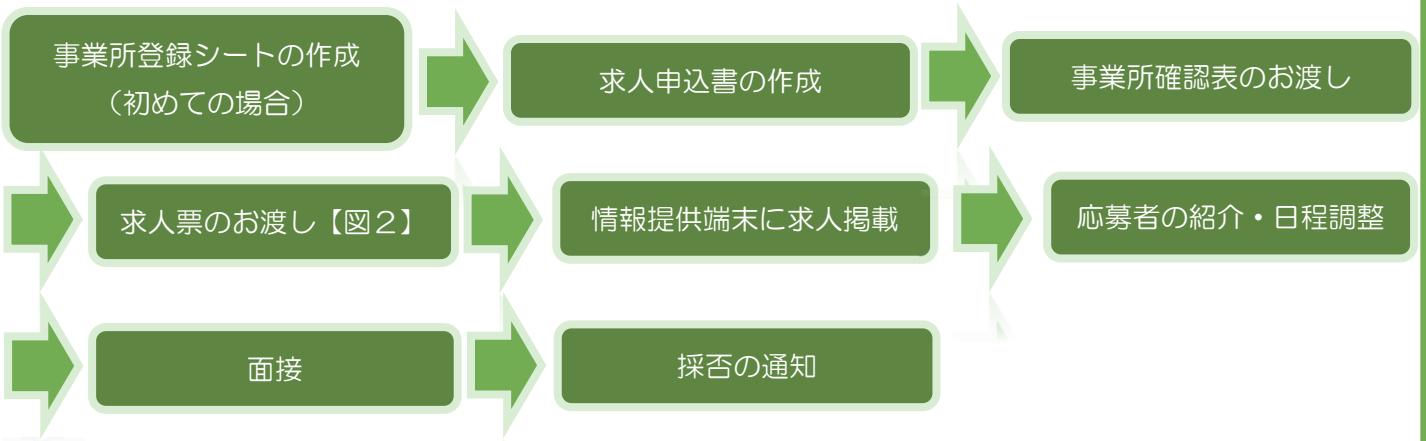 事業所登録シートの作成
（初めての場合）
求人申込書の作成
事業所確認表のお渡し
求人票のお渡し【図２】
情報提供端末に求人掲載
応募者の紹介・日程調整
面接
採否の通知